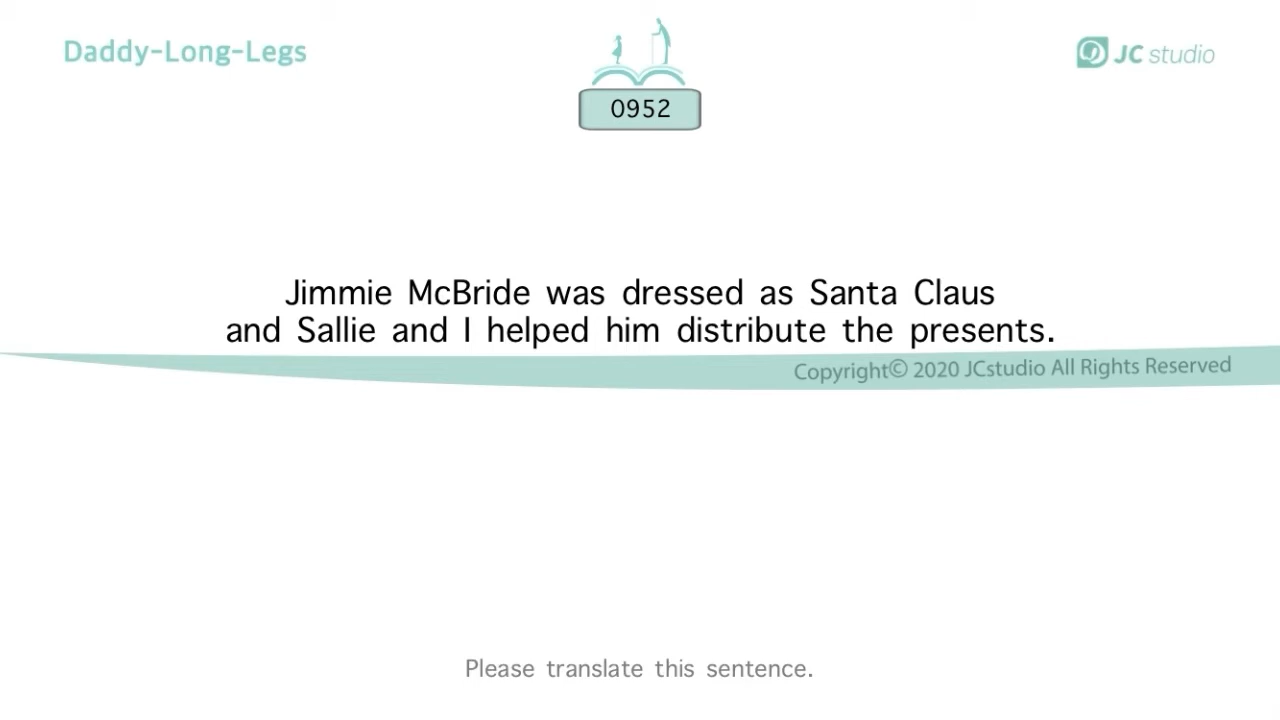 Daddy-Long-Legs
JC studio
0952
Jimmie McBride was dressed as Santa Claus
and Sallie and I helped him distribute the presents.
Copyright© 2020 JCstudio All Rights Reserved
Please translate this sentence.